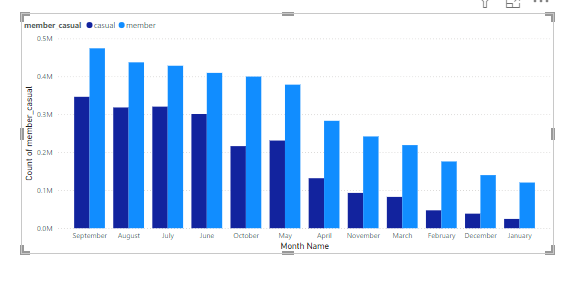 member_casual casual member
0.5M
0.4M
0.3M
0.2M
0.1M
0.0M
Count of member_casual
September August July June October May April November March February December January
Month Name